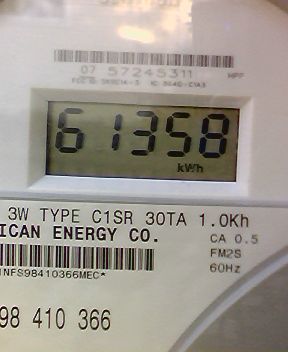 07 57245311
61358
kWh
3W TYPE C1SR 30TA 1.0Kh
ICAN ENERGY CO.
CA 0.5
FM2S
60Hz
NFS98410366MEC*
98 410 366